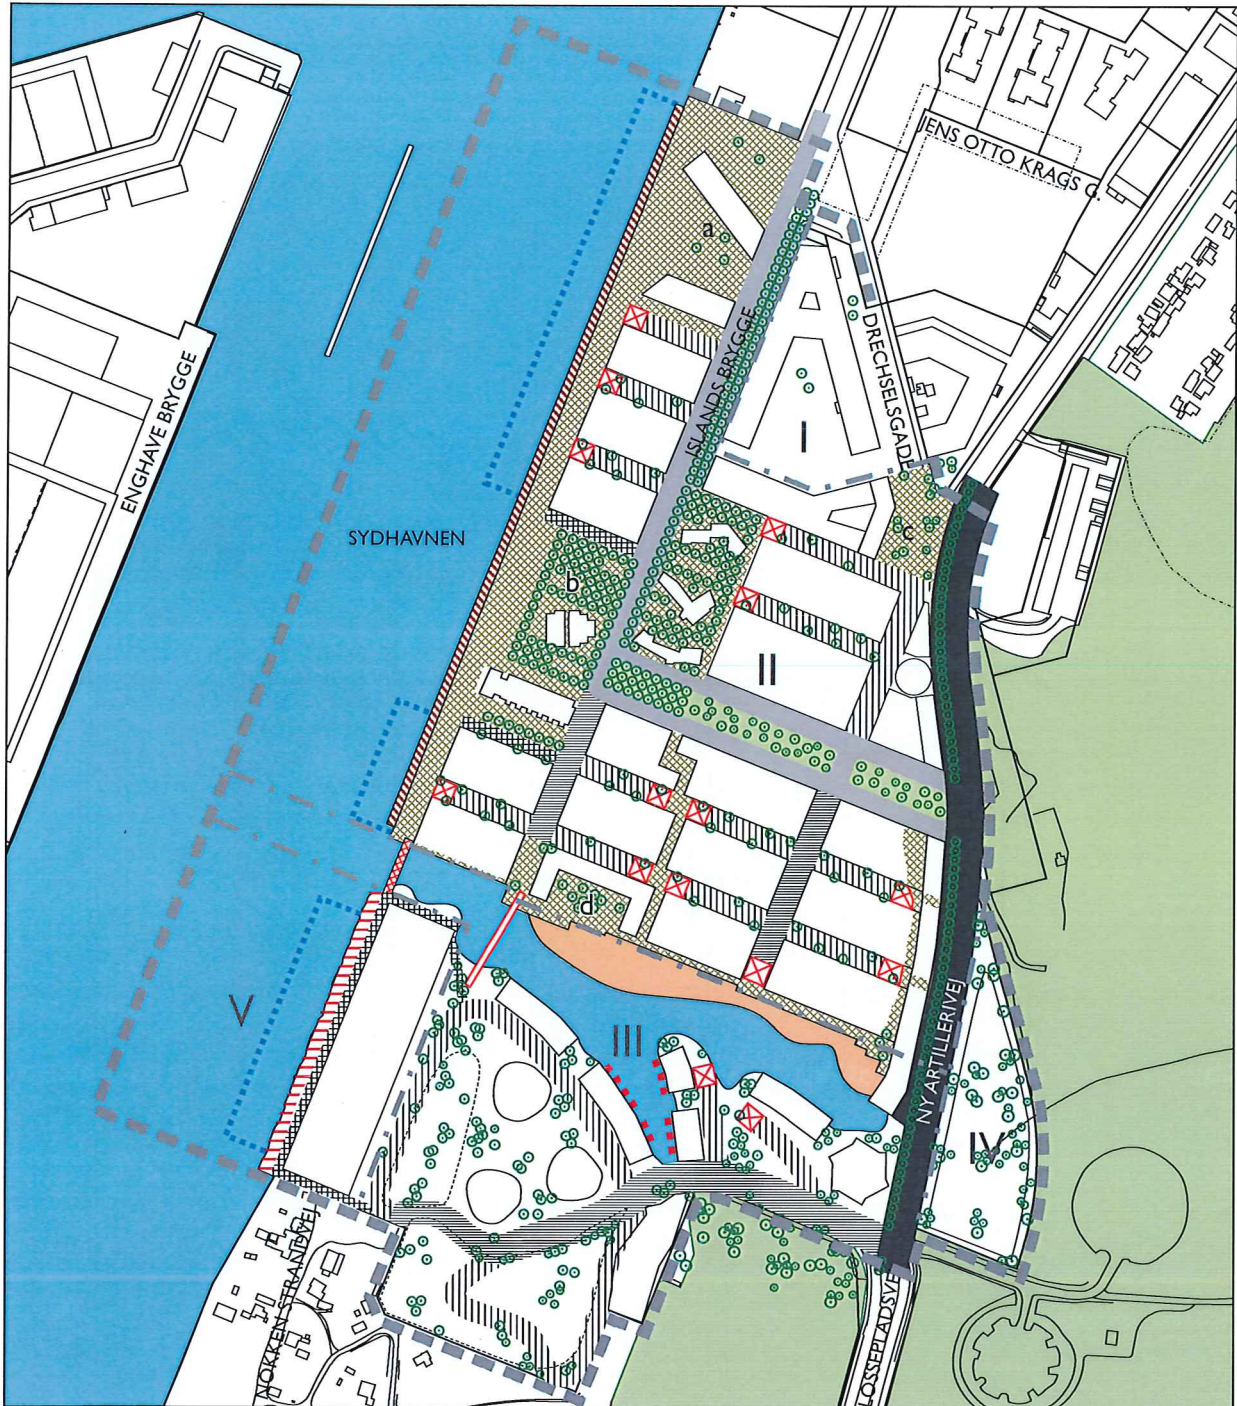 JENS OTTO KRAGS G.
a
ISLANDS BRYGGE
DRECHSELSGADE
ENGHAVE BRYGGE
I
SYDHAVNEN
c
b
II
d
V
III
NY ARTILLERIVEJ
IV
NOKKEN STRANDVEJ
LOSSEPLADSVEJ